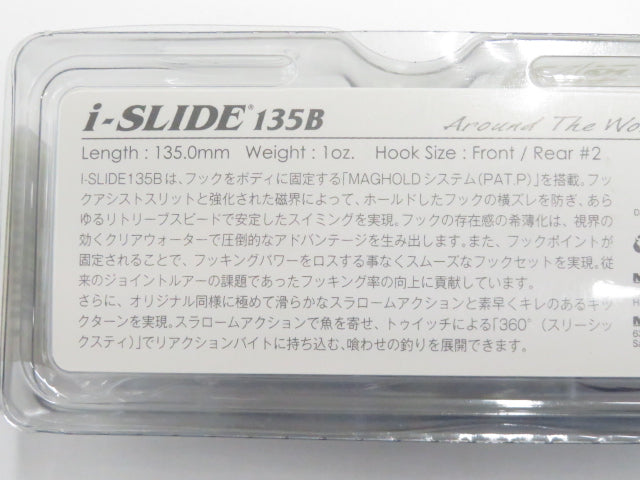 i-SLIDE® 135B
Around The
Length : 135.0mm Weight : 1oz. Hook Size : Front / Rear #2
i-SLIDE135Bは、フックをボディに固定する「MAGHOLDシステム(PAT.P)」を搭載。フッ
クアシストスリットと強化された磁界によって、ホールドしたフックの横ズレを防ぎ、あら
ゆるリトリーブスピードで安定したスイミングを実現。フックの存在感の希薄化は、視界の
効くクリアウォーターで圧倒的なアドバンテージを生み出します。また、フックポイントが
固定されることで、フッキングパワーをロスする事なくスムーズなフックセットを実現。従
来のジョイントルアーの課題であったフッキング率の向上に貢献しています。
さらに、オリジナル同様に極めて滑らかなスラロームアクションと素早くキレのあるキッ
クターンを実現。スラロームアクションで魚を寄せ、トゥイッチによる「360°（スリーシック
スティ)」でリアクションバイトに持ち込む、喰わせの釣りを展開できます。